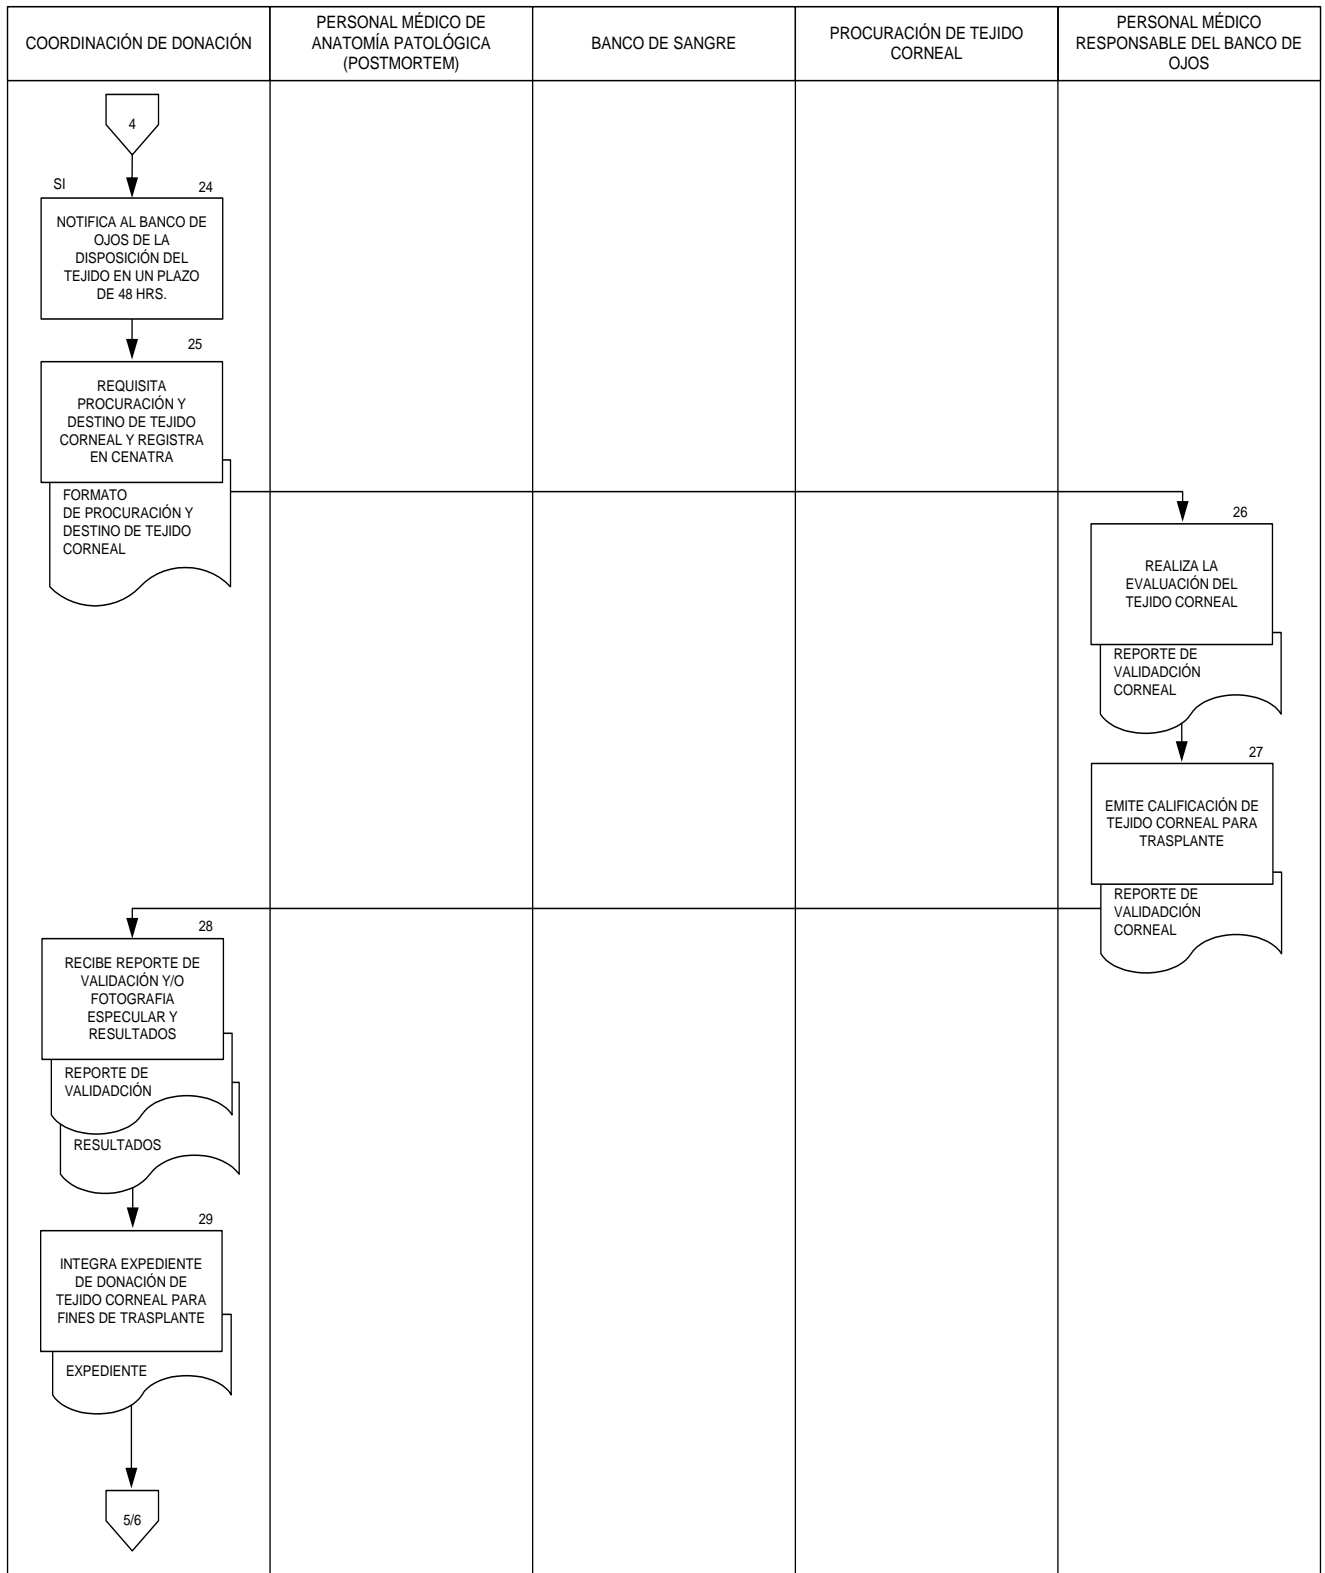 COORDINACIÓN DE DONACIÓN
PERSONAL MÉDICO DE
ANATOMÍA PATOLÓGICA
(POSTMORTEM)
BANCO DE SANGRE
PROCURACIÓN DE TEJIDO
CORNEAL
PERSONAL MÉDICO
RESPONSABLE DEL BANCO DE
OJOS
4
SI
24
NOTIFICA AL BANCO DE
OJOS DE LA
DISPOSICIÓN DEL
TEJIDO EN UN PLAZO
DE 48 HRS.
25
REQUISITA
PROCURACIÓN Y
DESTINO DE TEJIDO
CORNEAL Y REGISTRA
EN CENATRA
FORMATO
DE PROCURACIÓN Y
DESTINO DE TEJIDO
CORNEAL
26
REALIZA LA
EVALUACIÓN DEL
TEJIDO CORNEAL
REPORTE DE
VALIDADCIÓN
CORNEAL
27
EMITE CALIFICACIÓN DE
TEJIDO CORNEAL PARA
TRASPLANTE
REPORTE DE
VALIDADCIÓN
CORNEAL
28
RECIBE REPORTE DE
VALIDACIÓN Y/O
FOTOGRAFIA
ESPECULAR Y
RESULTADOS
REPORTE DE
VALIDADCIÓN
RESULTADOS
29
INTEGRA EXPEDIENTE
DE DONACIÓN DE
TEJIDO CORNEAL PARA
FINES DE TRASPLANTE
EXPEDIENTE
5/6